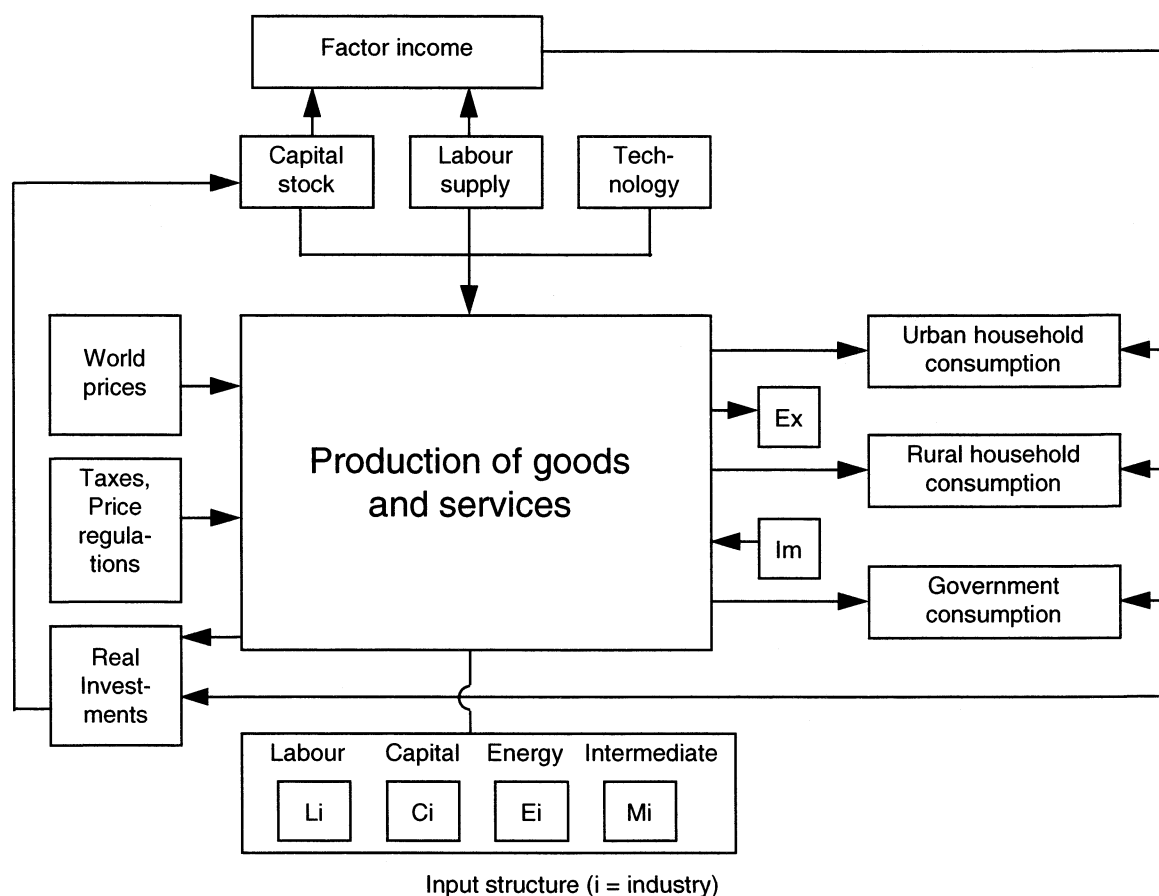 Factor income
Capital
stock
Labour
supply
Tech-
nology
World
prices
Taxes,
Price
regula-
tions
Real
Invest-
ments
Production of goods
and services
Ex
Im
Urban household
consumption
Rural household
consumption
Government
consumption
Labour Capital Energy Intermediate
Li Ci Ei Mi
Input structure (i = industry)